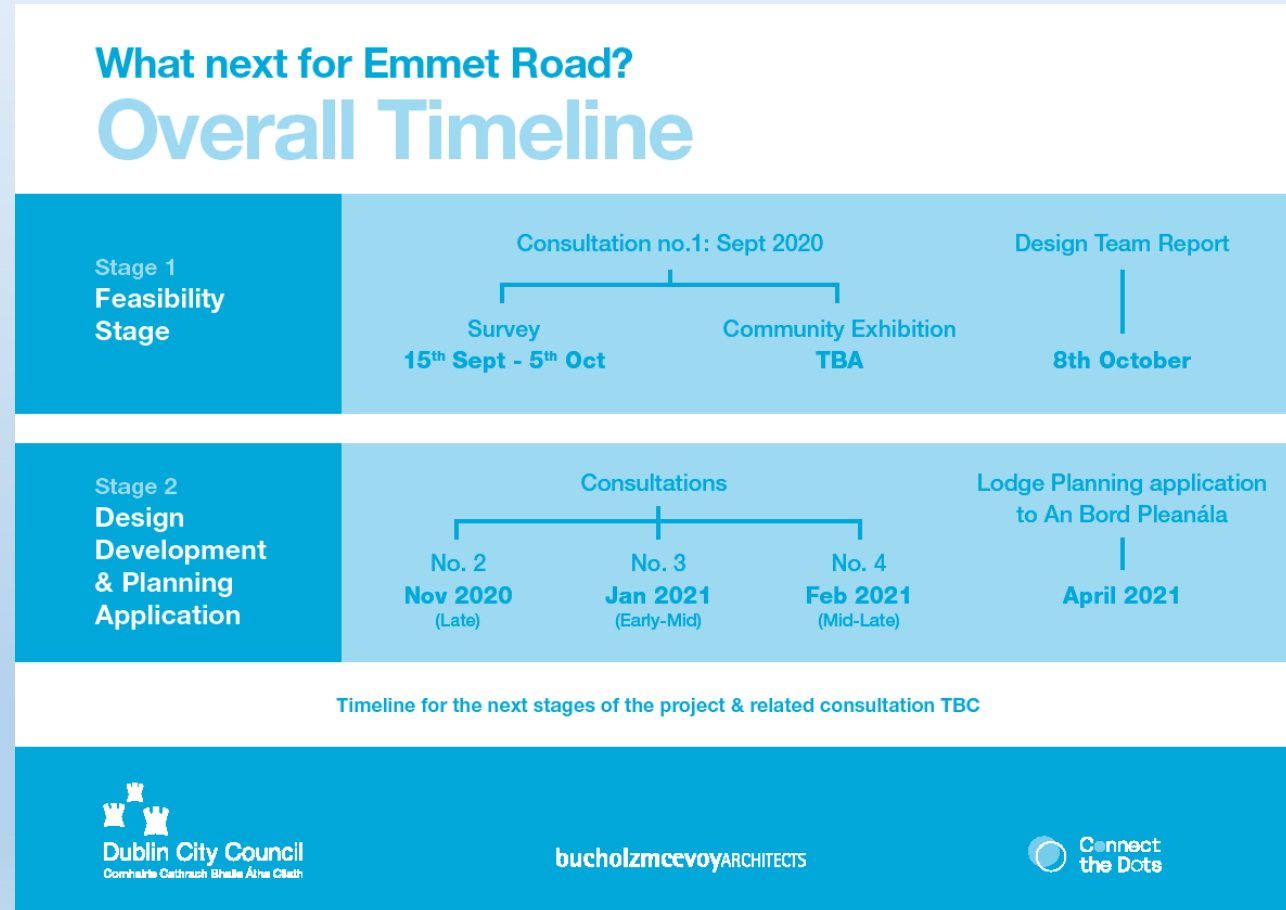 What next for Emmet Road?
Overall Timeline
Stage 1
Feasibility
Stage
Consultation no.1: Sept 2020
Survey
15th Sept - 5th Oct
Community Exhibition
TBA
Design Team Report
8th October
Stage 2
Design
Development
& Planning
Application
Consultations
No. 2
Nov 2020
(Late)
No. 3
Jan 2021
(Early-Mid)
No. 4
Feb 2021
(Mid-Late)
Lodge Planning application
to An Bord Pleanála
April 2021
Timeline for the next stages of the project & related consultation TBC
Dublin City Council
Comhairle Cathrach Bhaile Átha Cliath
bucholzmcevoyARCHITECTS
Connect
the Dots